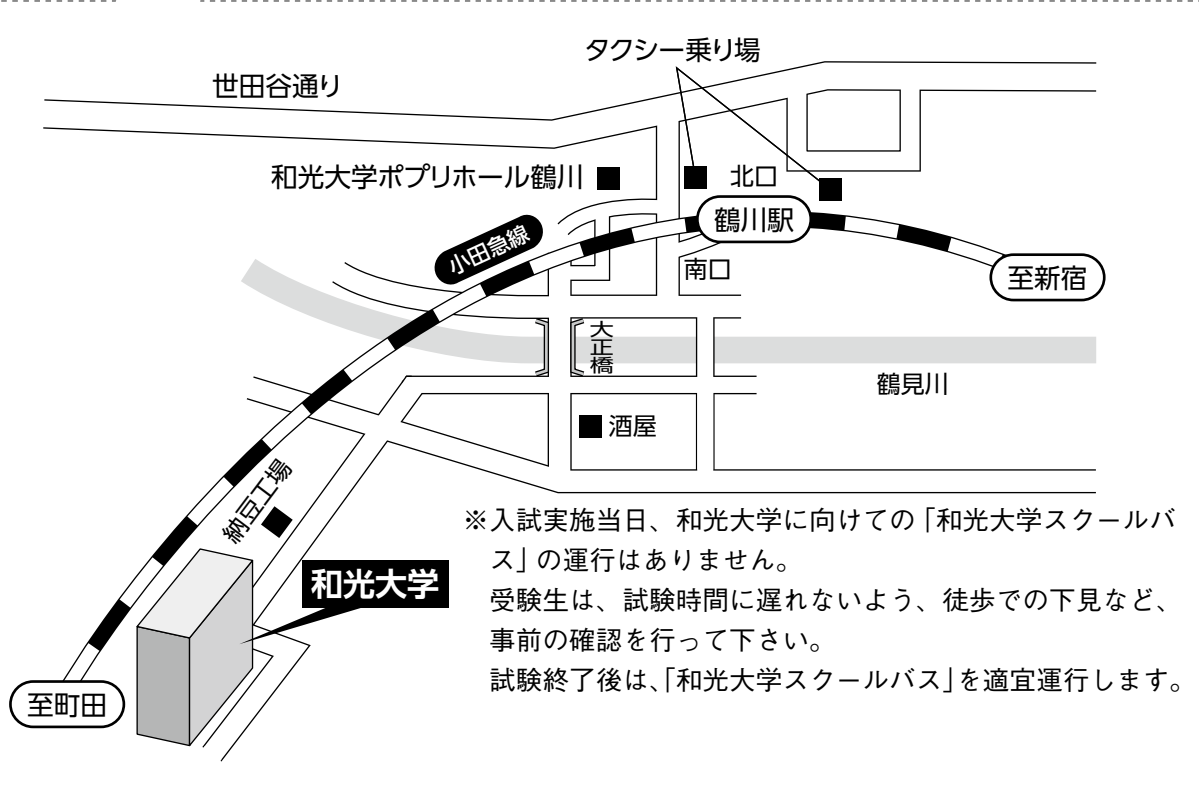 タクシー乗り場
世田谷通り
和光大学ポプリホール鶴川
北口
鶴川駅
小田急線
南口
至新宿
大正橋
鶴見川
酒屋
納豆工場
※入試実施当日、和光大学に向けての「和光大学スクールバ
ス」の運行はありません。
受験生は、試験時間に遅れないよう、徒歩での下見など、
事前の確認を行って下さい。
試験終了後は、「和光大学スクールバス」を適宜運行します。
和光大学
至町田